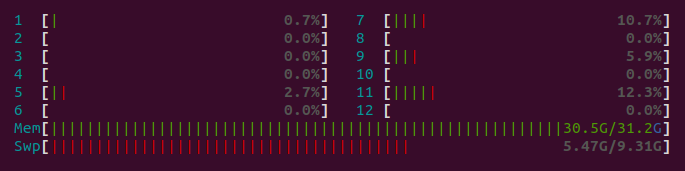 1 [| 0.7%] 7 [|||| 10.7%]
2 [ 0.0%] 8 [ 0.0%]
3 [ 0.0%] 9 [||| 5.9%]
4 [ 0.0%] 10 [ 0.0%]
5 [|| 2.7%] 11 [||||| 12.3%]
6 [ 0.0%] 12 [ 0.0%]
Mem[|||||||||||||||||||||||||||||||||||||||||||||||||||||||||30.5G/31.2G]
Swp[|||||||||||||||||||||||||||||||||||||||| 5.47G/9.31G]